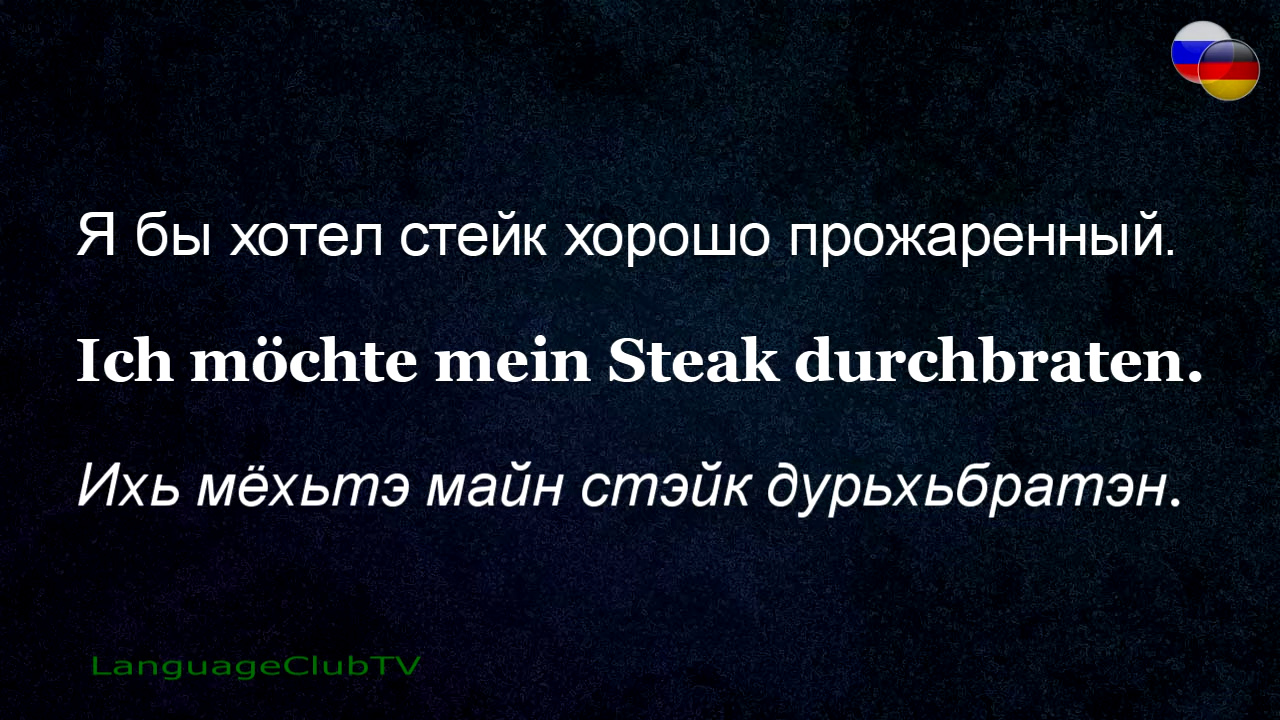 Я бы хотел стейк хорошо прожаренный.
Ich möchte mein Steak durchbraten.
Ихь мёхьтэ майн стэйк дурьхьбратэн.
LanguageClubTV